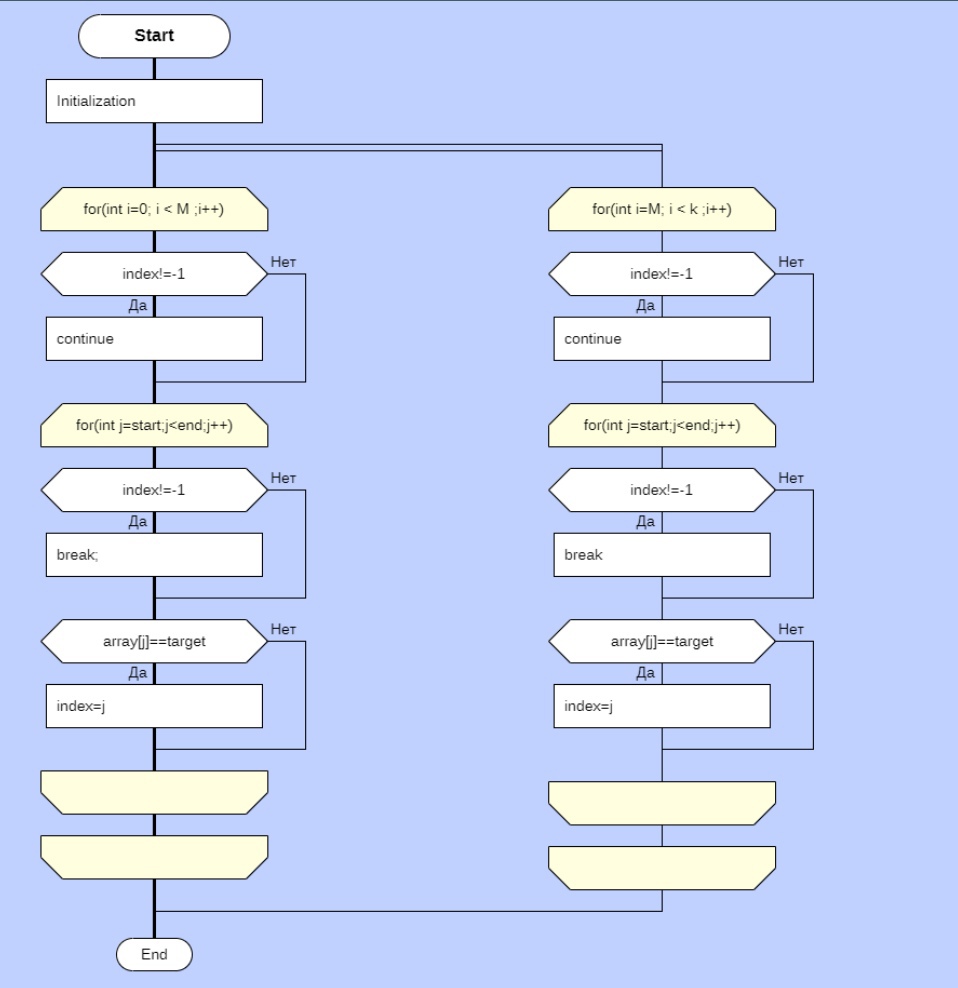 Start
Initialization
for(int i=0; i < M ;i++)
index!=-1
Нет
Да
continue
for(int j=start;j<end;j++)
index!=-1
Нет
Да
break;
array[j]==target
Нет
Да
index=j
for(int i=M; i < k ;i++)
index!=-1
Нет
Да
continue
for(int j=start;j<end;j++)
index!=-1
Нет
Да
break
array[j]==target
Нет
Да
index=j
End